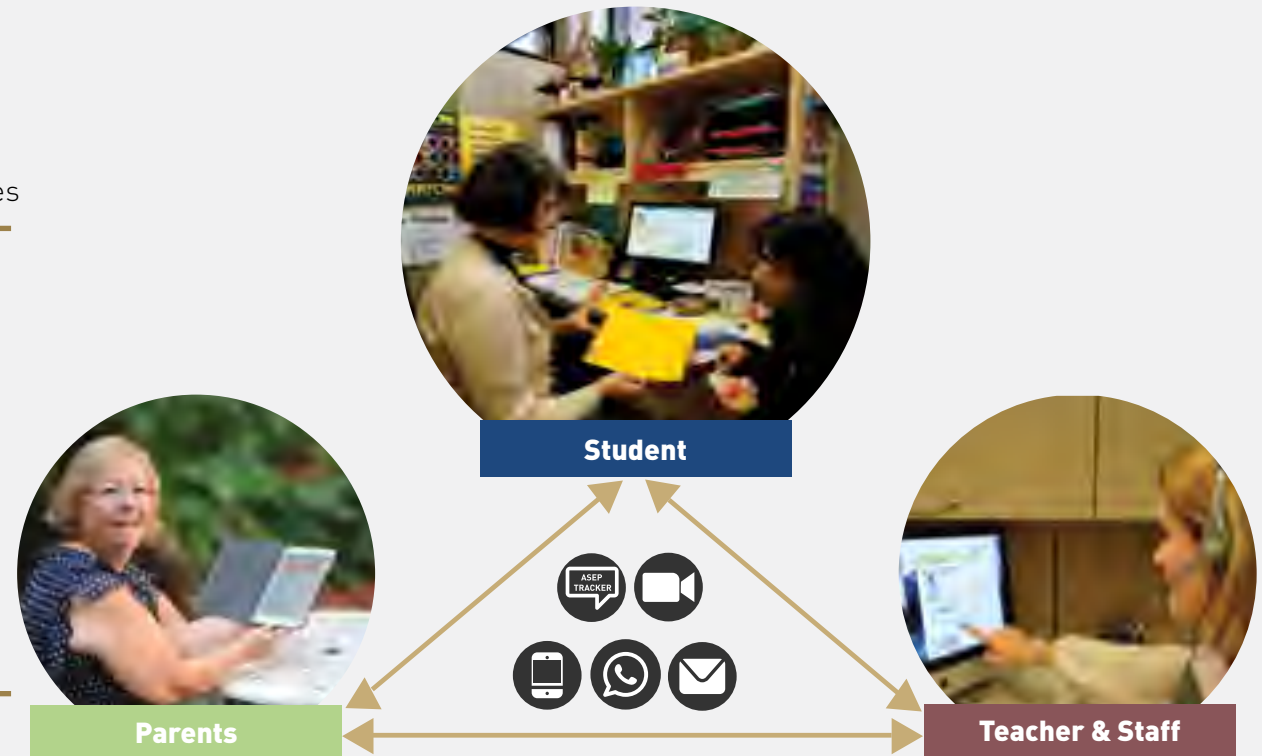 es
Student
ASEP
TRACKER
Parents
Teacher & Staff